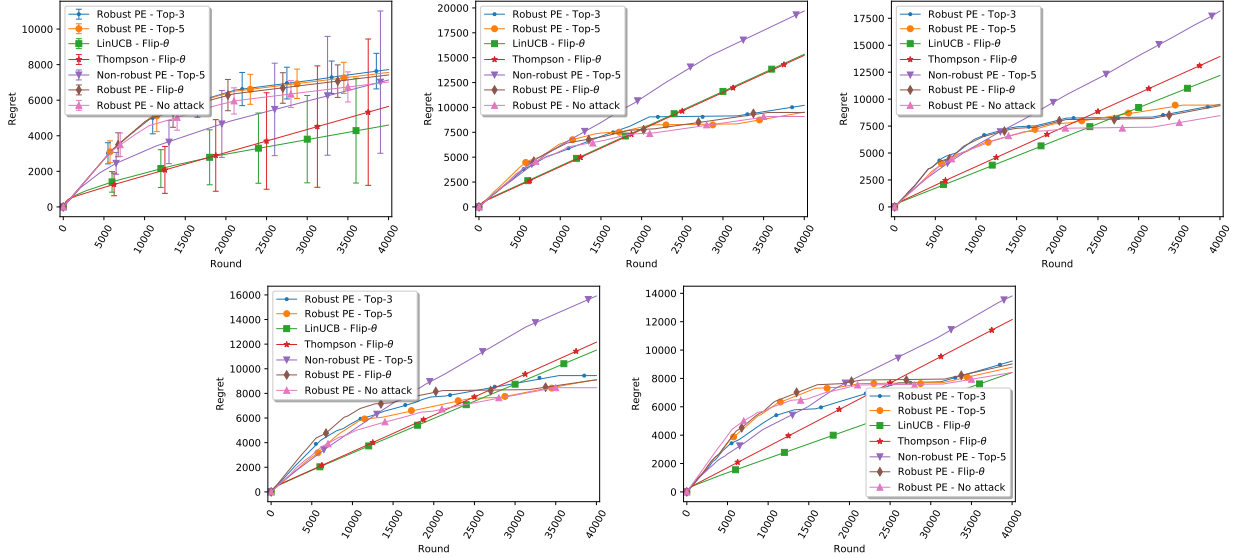 Robust PE - Top-3
Robust PE - Top-5
LinUCB - Flip-θ
Thompson - Flip-θ
Non-robust PE - Top-5
Robust PE - Flip-θ
Robust PE - No attack
Regret
10000
8000
6000
4000
2000
0
0
5000
10000
15000
20000
25000
30000
35000
40000
Round
Robust PE - Top-3
Robust PE - Top-5
LinUCB - Flip-θ
Thompson - Flip-θ
Non-robust PE - Top-5
Robust PE - Flip-θ
Robust PE - No attack
Regret
20000
17500
15000
12500
10000
7500
5000
2500
0
0
5000
10000
15000
20000
25000
30000
35000
40000
Round
Robust PE - Top-3
Robust PE - Top-5
LinUCB - Flip-θ
Thompson - Flip-θ
Non-robust PE - Top-5
Robust PE - Flip-θ
Robust PE - No attack
Regret
17500
15000
12500
10000
7500
5000
2500
0
0
5000
10000
15000
20000
25000
30000
35000
40000
Round
Robust PE - Top-3
Robust PE - Top-5
LinUCB - Flip-θ
Thompson - Flip-θ
Non-robust PE - Top-5
Robust PE - Flip-θ
Robust PE - No attack
Regret
16000
14000
12000
10000
8000
6000
4000
2000
0
0
5000
10000
15000
20000
25000
30000
35000
40000
Round
Regret
14000
12000
10000
8000
6000
4000
2000
0
Robust PE - Top-3
Robust PE - Top-5
LinUCB - Flip-θ
Thompson - Flip-θ
Non-robust PE - Top-5
Robust PE - Flip-θ
Robust PE - No attack
0
5000
10000
15000
20000
25000
30000
35000
40000
Round